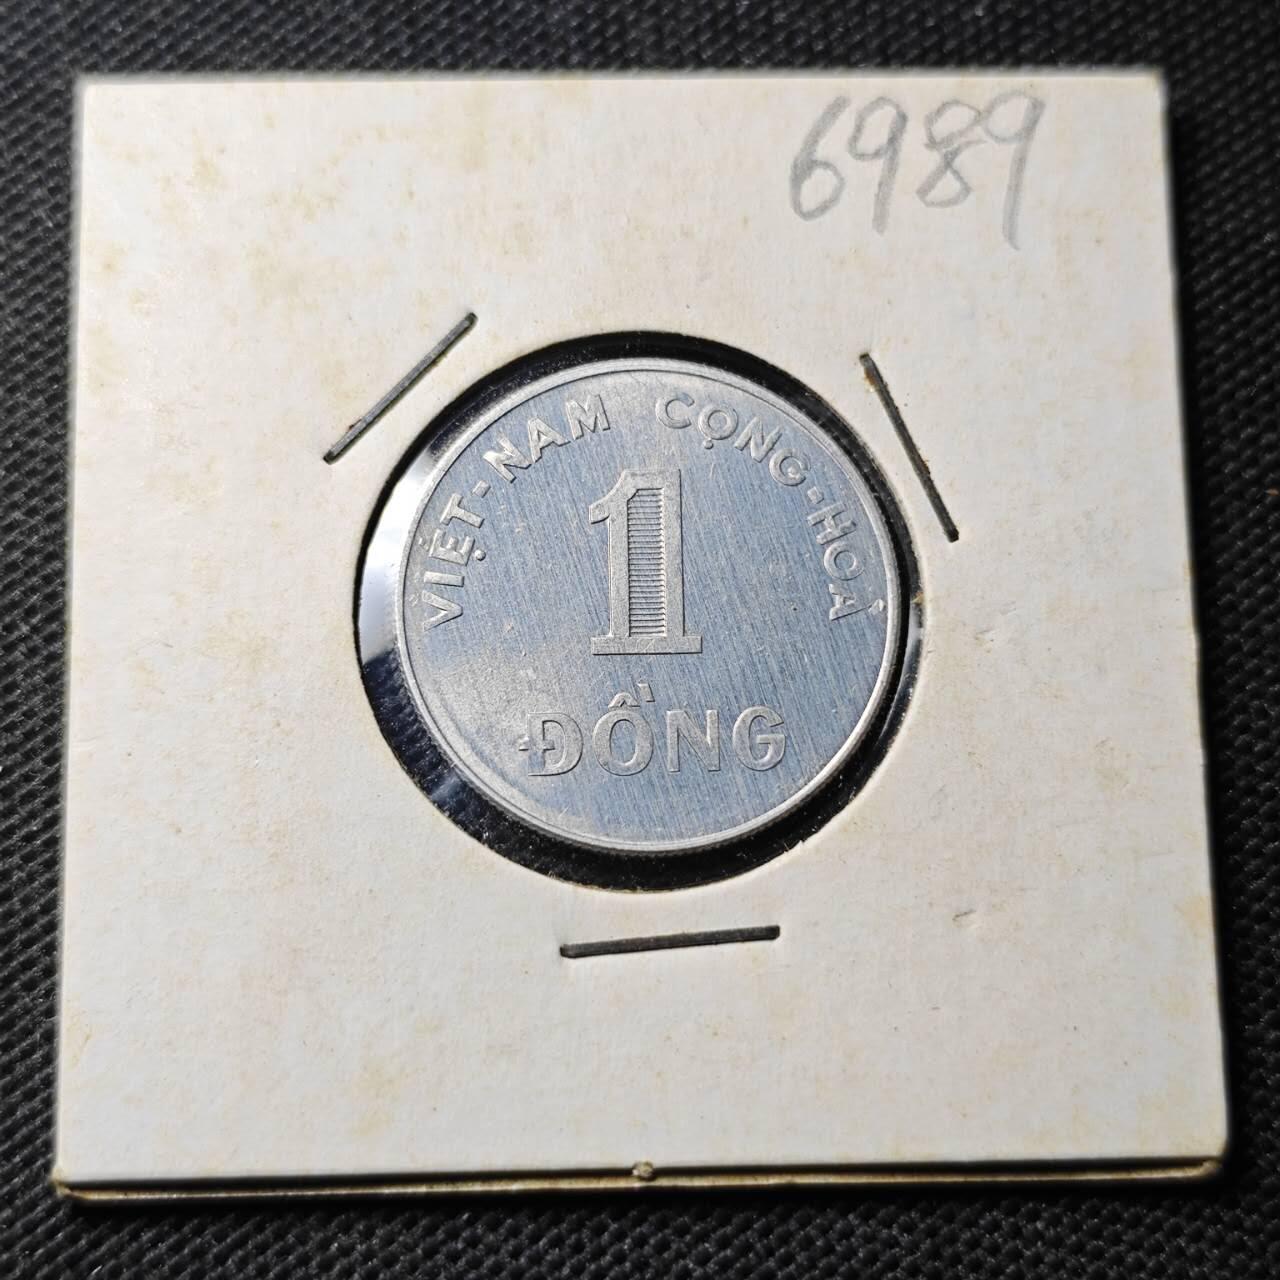 6989
VIỆT-NAM CỘNG-HOÀ
1
ĐỒNG